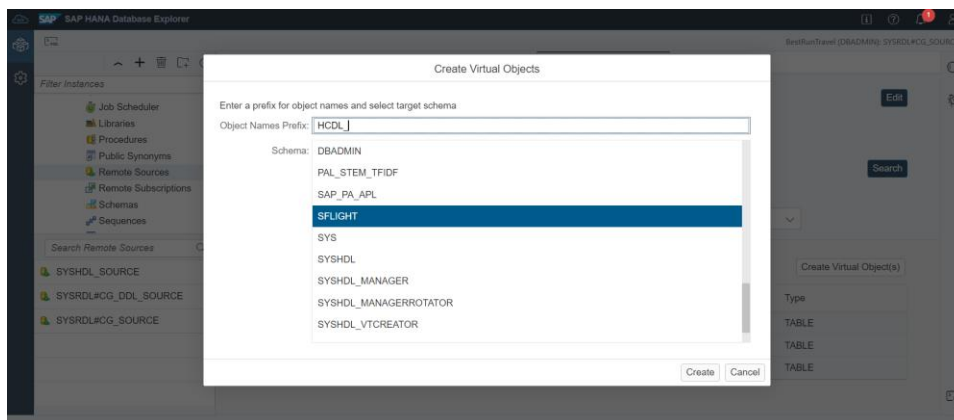 SAP SAP HANA Database Explorer
1
BestRunTravel (DBADMIN): SYSRDL#CG_SOURC
Filter Instances
Job Scheduler
Libraries
Procedures
Public Synonyms
Remote Sources
Remote Subscriptions
Schemas
Sequences
Search Remote Sources
SYSHDL_SOURCE
SYSRDL#CG_DDL_SOURCE
SYSRDL#CG_SOURCE
Create Virtual Objects
Enter a prefix for object names and select target schema
Object Names Prefix: HCDL_
Schema: DBADMIN
PAL_STEM_TFIDF
SAP_PA_APL
SFLIGHT
SYS
SYSHDL
SYSHDL_MANAGER
SYSHDL_MANAGERROTATOR
SYSHDL_VTCREATOR
Create Cancel
Edit
Search
Create Virtual Object(s)
Type
TABLE
TABLE
TABLE